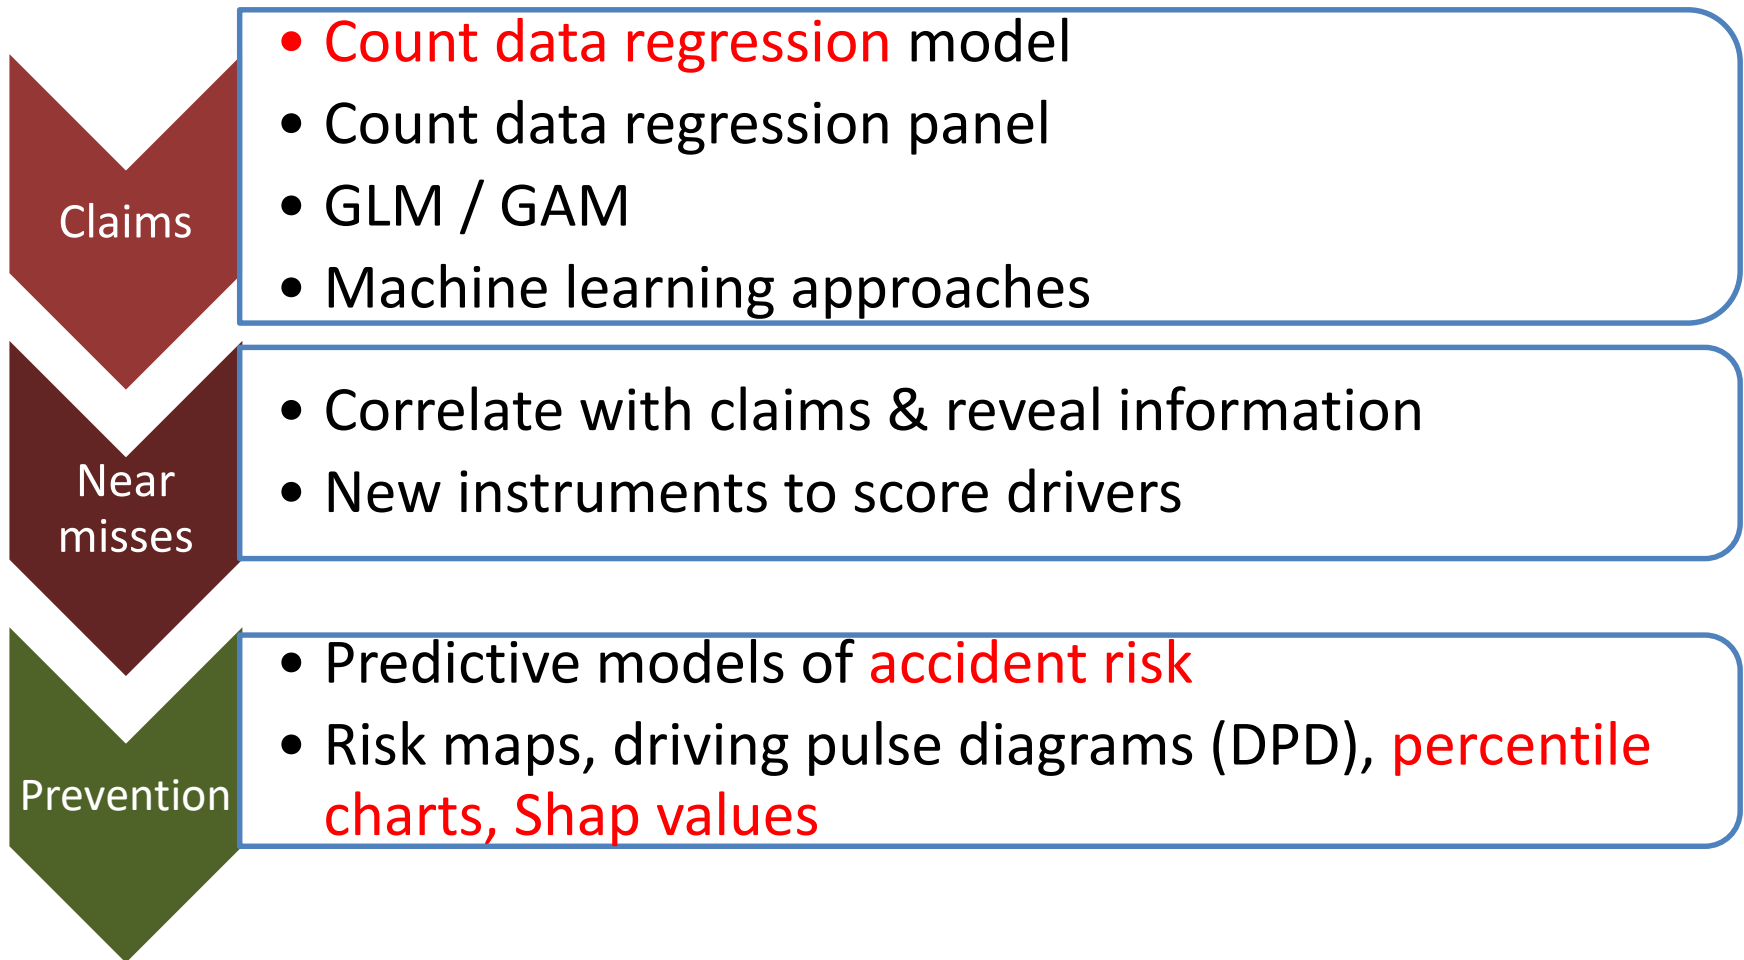 Claims
• Count data regression model
• Count data regression panel
• GLM / GAM
• Machine learning approaches
Near
misses
• Correlate with claims & reveal information
• New instruments to score drivers
Prevention
• Predictive models of accident risk
• Risk maps, driving pulse diagrams (DPD), percentile
charts, Shap values